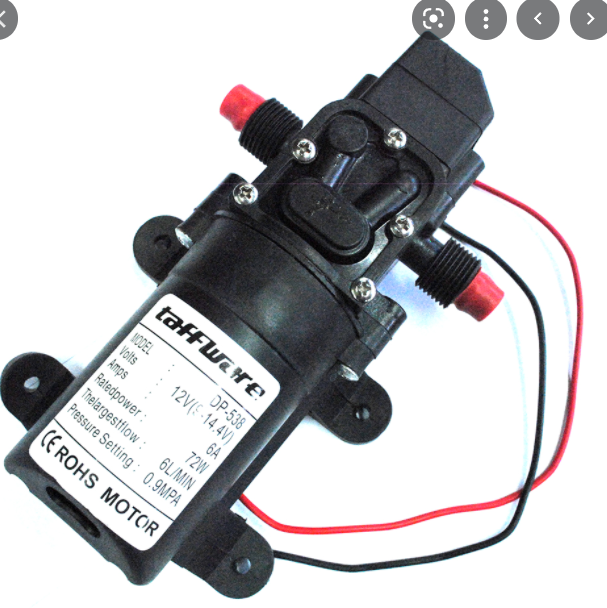 taffware
MODEL : DP-538
Volts : 12V(9-14.4V)
Amps : 6A
Ratedpower : 72W
Thelargestflow : 6L/MIN
Pressure Setting : 0.9MPA
CE ROHS MOTOR